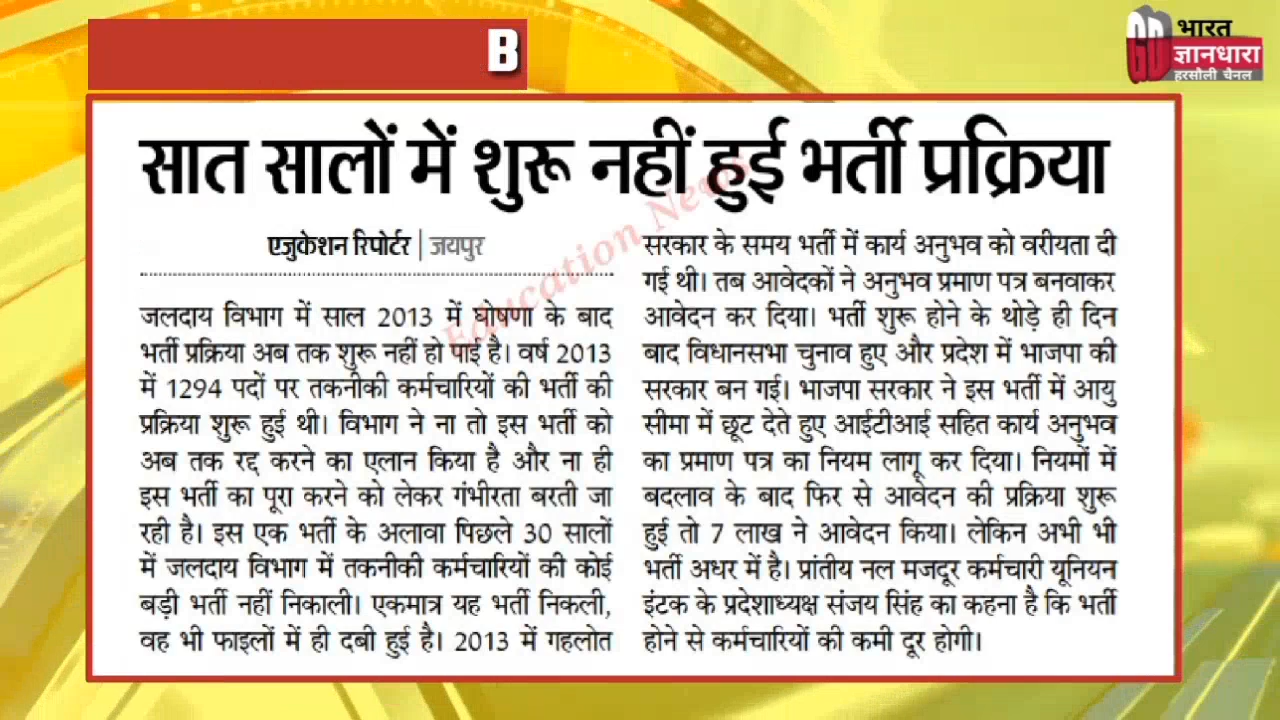 B
GD
भारत
ज्ञानधारा
हरसौली चैनल
सात सालों में शुरू नहीं हुई भर्ती प्रक्रिया
Education News
एजुकेशन रिपोर्टर | जयपुर
जलदाय विभाग में साल 2013 में घोषणा के बाद
भर्ती प्रक्रिया अब तक शुरू नहीं हो पाई है। वर्ष 2013
में 1294 पदों पर तकनीकी कर्मचारियों की भर्ती की
प्रक्रिया शुरू हुई थी। विभाग ने ना तो इस भर्ती को
अब तक रद्द करने का एलान किया है और ना ही
इस भर्ती का पूरा करने को लेकर गंभीरता बरती जा
रही है। इस एक भर्ती के अलावा पिछले 30 सालों
में जलदाय विभाग में तकनीकी कर्मचारियों की कोई
बड़ी भर्ती नहीं निकाली। एकमात्र यह भर्ती निकली,
वह भी फाइलों में ही दबी हुई है। 2013 में गहलोत
सरकार के समय भर्ती में कार्य अनुभव को वरीयता दी
गई थी। तब आवेदकों ने अनुभव प्रमाण पत्र बनवाकर
आवेदन कर दिया। भर्ती शुरू होने के थोड़े ही दिन
बाद विधानसभा चुनाव हुए और प्रदेश में भाजपा की
सरकार बन गई। भाजपा सरकार ने इस भर्ती में आयु
सीमा में छूट देते हुए आईटीआई सहित कार्य अनुभव
का प्रमाण पत्र का नियम लागू कर दिया। नियमों में
बदलाव के बाद फिर से आवेदन की प्रक्रिया शुरू
हुई तो 7 लाख ने आवेदन किया। लेकिन अभी भी
भर्ती अधर में है। प्रांतीय नल मजदूर कर्मचारी यूनियन
इंटक के प्रदेशाध्यक्ष संजय सिंह का कहना है कि भर्ती
होने से कर्मचारियों की कमी दूर होगी।